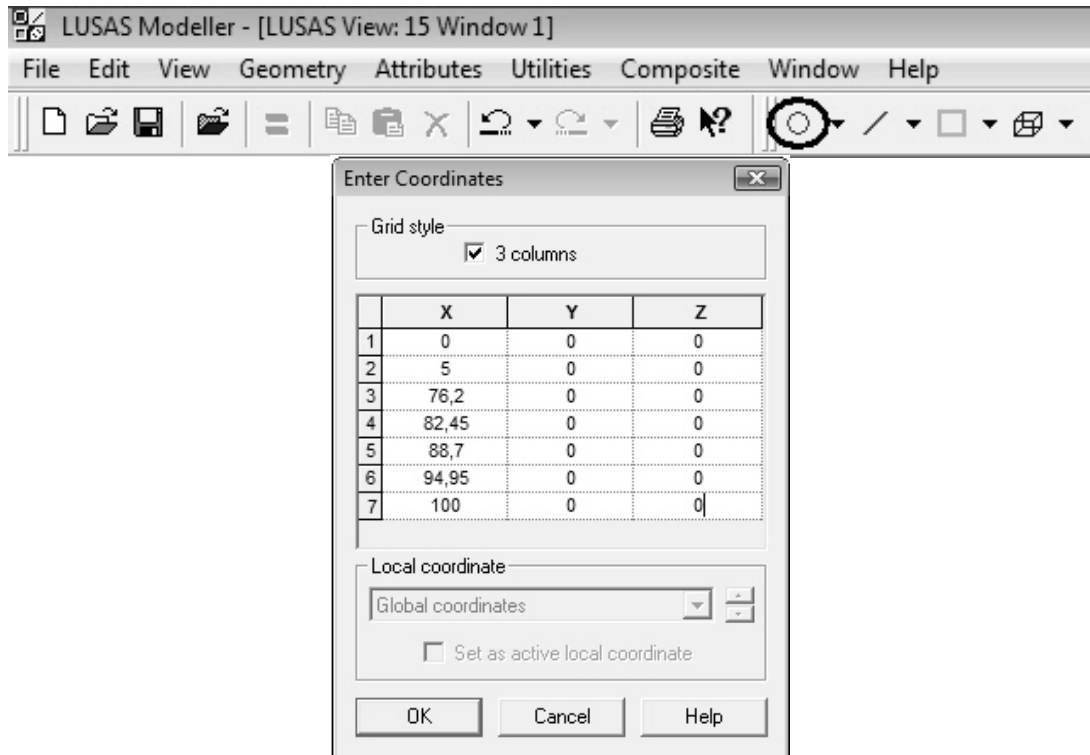 LUSAS Modeller - [LUSAS View: 15 Window 1]
File Edit View Geometry Attributes Utilities Composite Window Help
Enter Coordinates
Grid style
3 columns
X Y Z
1 0 0 0
2 5 0 0
3 76,2 0 0
4 82,45 0 0
5 88,7 0 0
6 94,95 0 0
7 100 0 0
Local coordinate
Global coordinates
Set as active local coordinate
OK Cancel Help